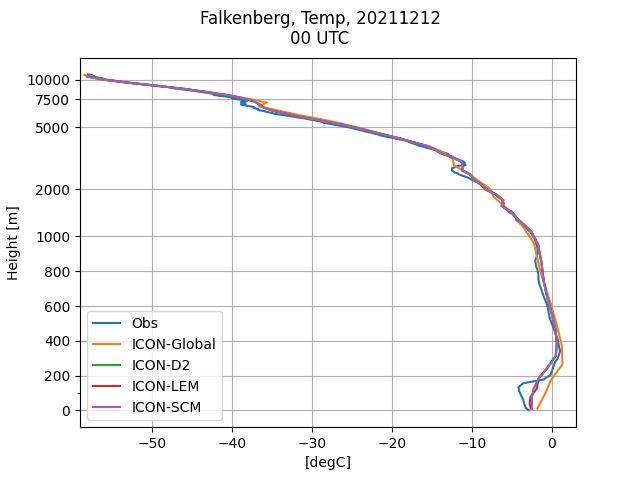 Falkenberg, Temp, 20211212
00 UTC
Height [m]
10000
7500
5000
2000
1000
800
600
400
200
0
Obs
ICON-Global
ICON-D2
ICON-LEM
ICON-SCM
−50
−40
−30
−20
−10
0
[degC]